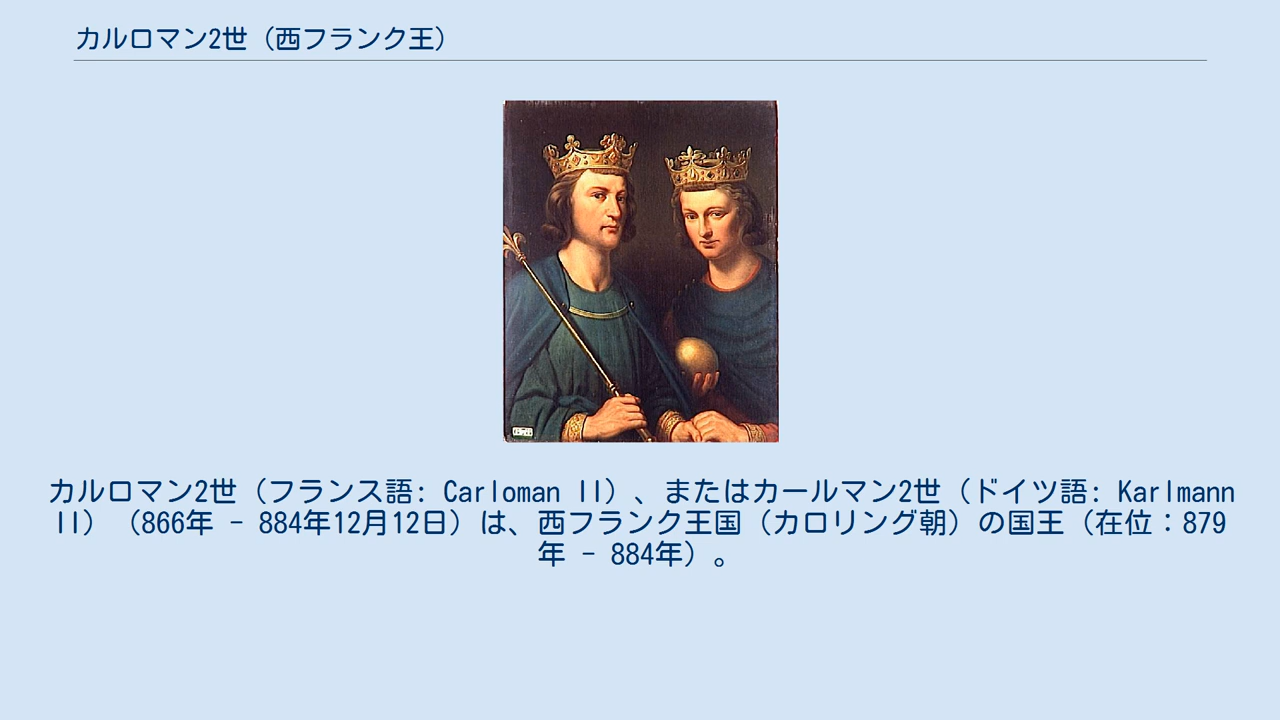 カルロマン2世（西フランク王）
カルロマン2世（フランス語: Carloman II）、またはカールマン2世（ドイツ語: Karlmann
II）（866年 - 884年12月12日）は、西フランク王国（カロリング朝）の国王（在位：879
年 - 884年）。